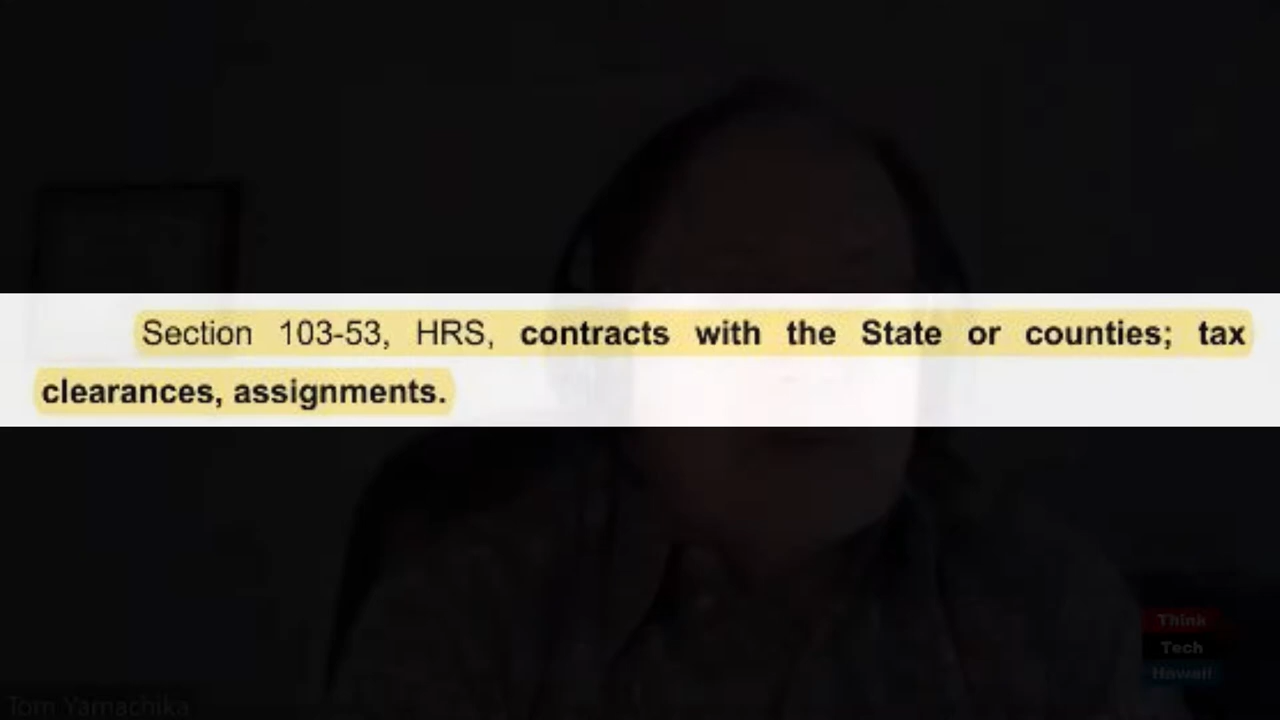 Section 103-53, HRS, contracts with the State or counties; tax
clearances, assignments.
Think
Tech
Hawaii
Tom Yamachika